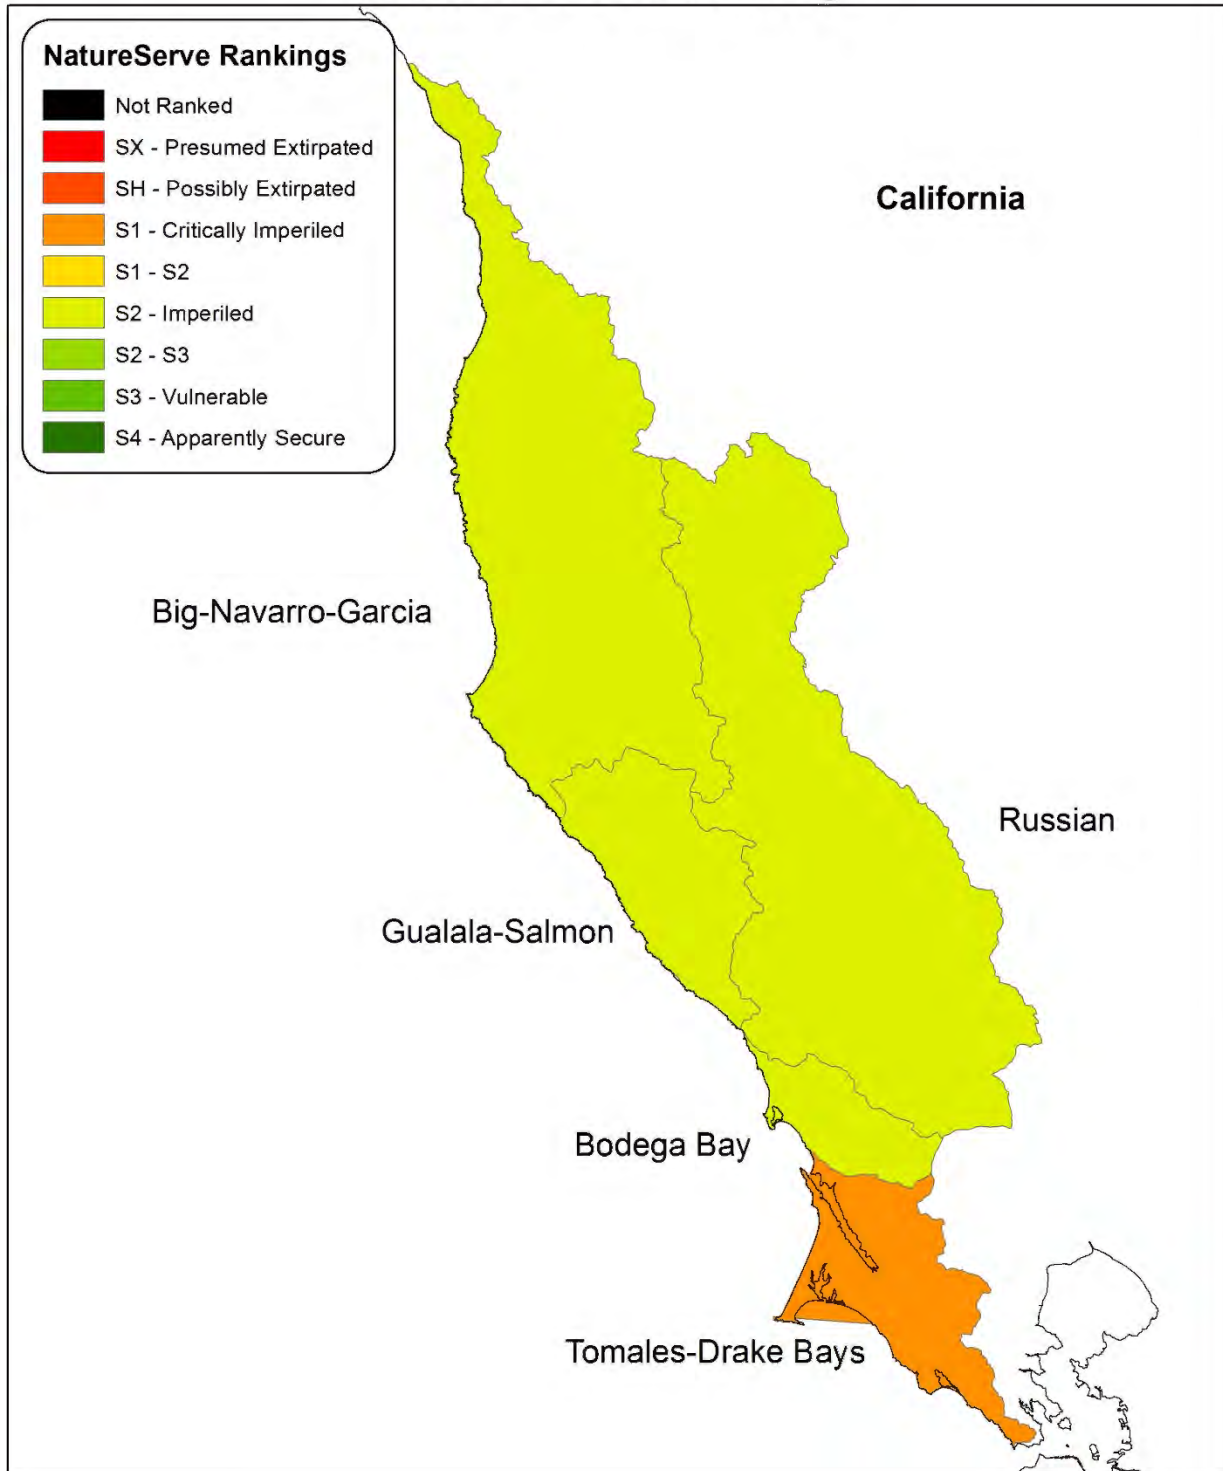 NatureServe Rankings
Not Ranked
SX - Presumed Extirpated
SH - Possibly Extirpated
S1 - Critically Imperiled
S1 - S2
S2 - Imperiled
S2 - S3
S3 - Vulnerable
S4 - Apparently Secure
California
Big-Navarro-Garcia
Russian
Gualala-Salmon
Bodega Bay
Tomales-Drake Bays